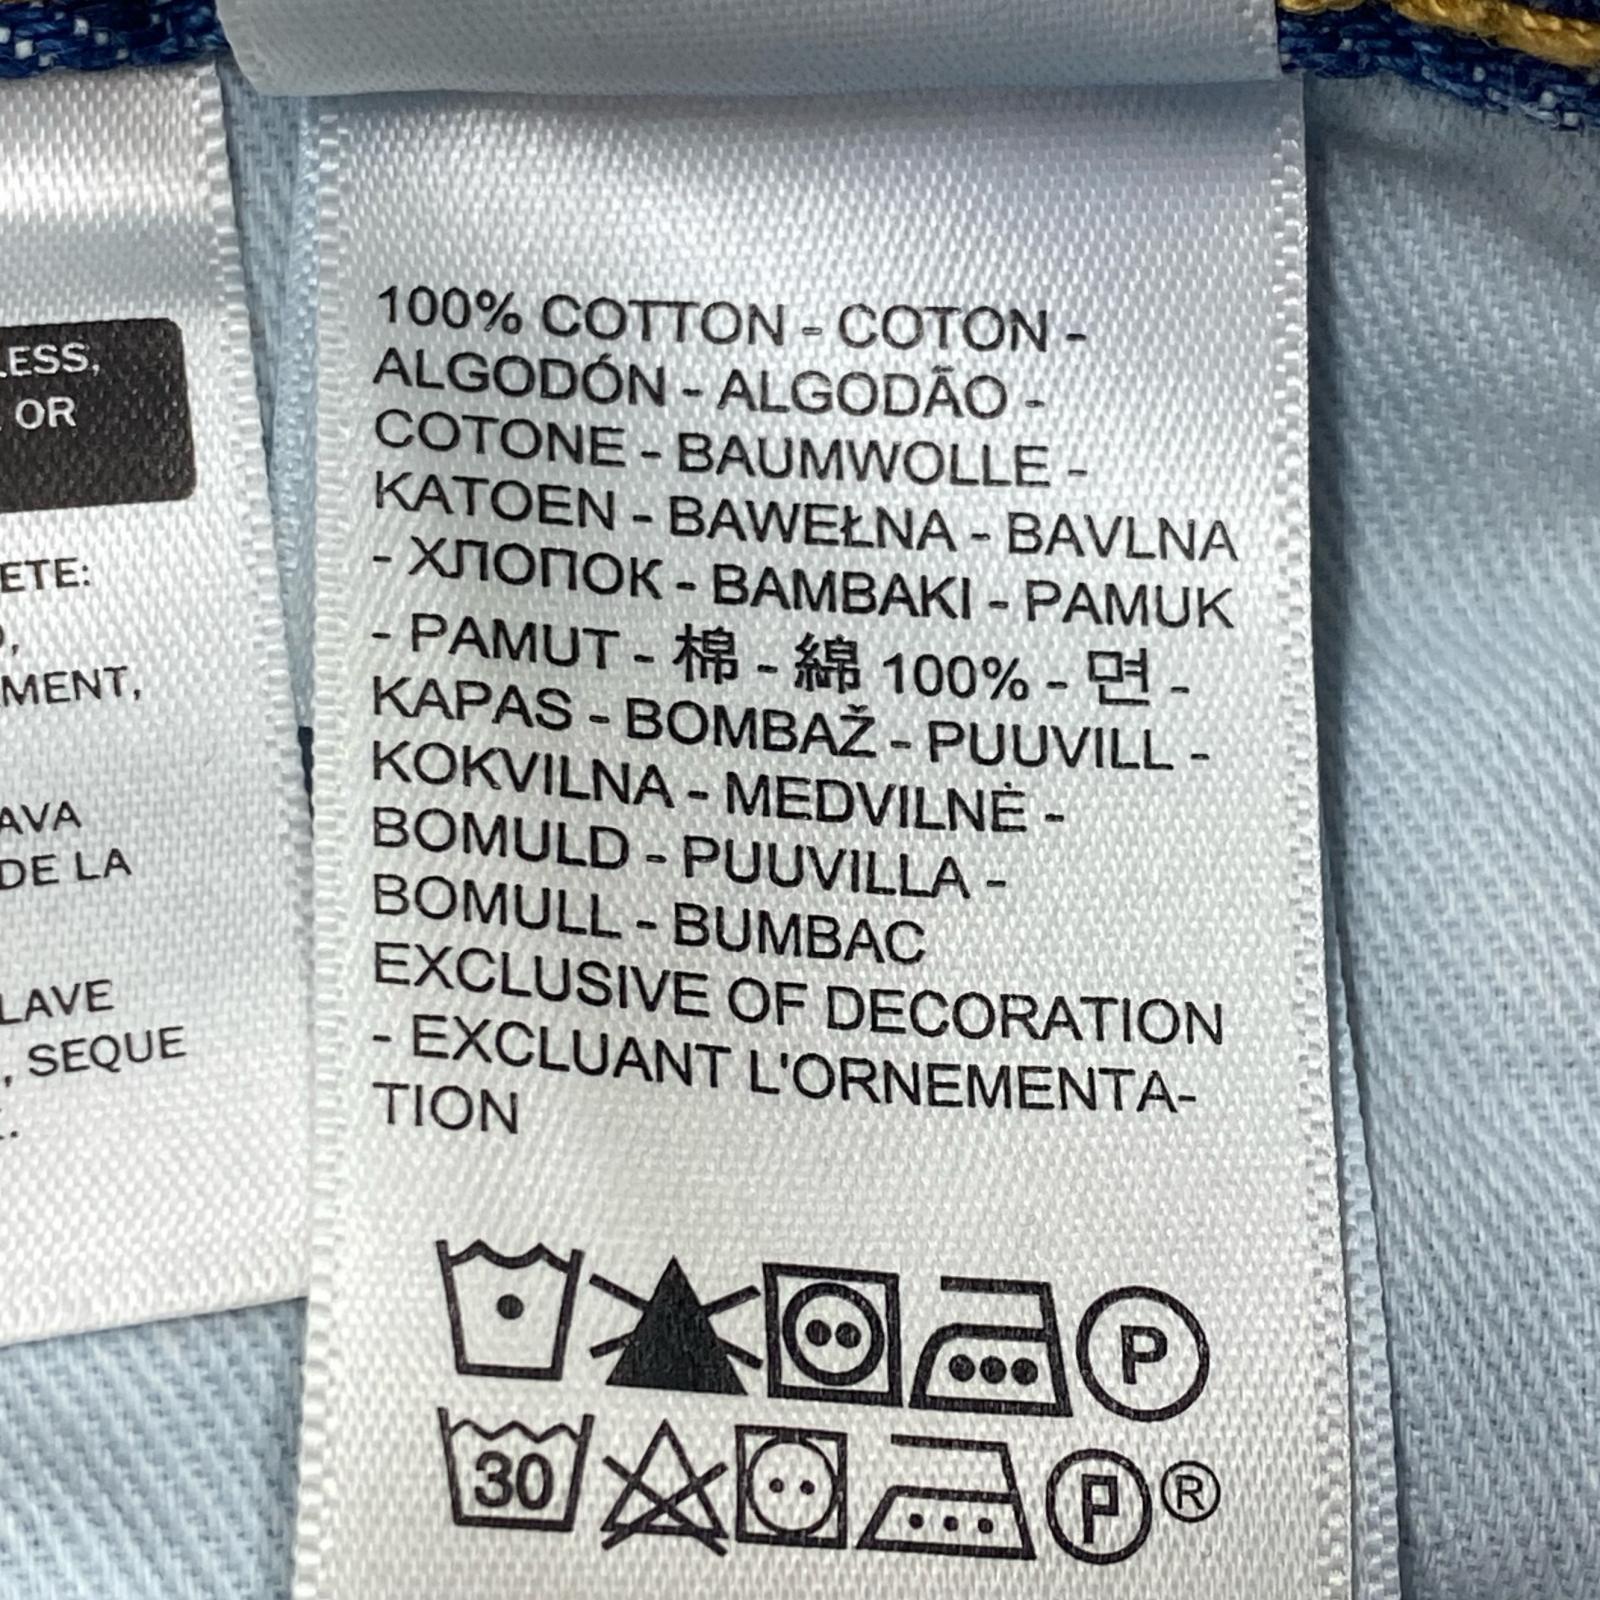 LESS,
OR
ETE:
MENT,
AVA
DE LA
LAVE
, SEQUE
100% COTTON - COTON -
ALGODÓN - ALGODÃO -
COTONE - BAUMWOLLE -
KATOEN - BAWEŁNA - BAVLNA
- ХЛОПОК - BAMBAKI - PAMUK
- PAMUT - 棉 - 綿 100% - 면 -
KAPAS - BOMBAŽ - PUUVILL -
KOKVILNA - MEDVILNĖ -
BOMULD - PUUVILLA -
BOMULL - BUMBAC
EXCLUSIVE OF DECORATION
- EXCLUANT L'ORNEMENTA-
TION
P
30 P ®